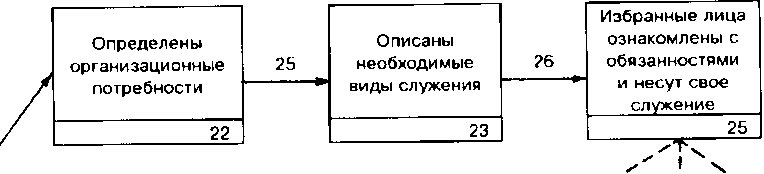 Определены
организационные
потребности
22
25
Описаны
необходимые
виды служения
23
26
Избранные лица
ознакомлены с
обязанностями
и несут свое
служение
25